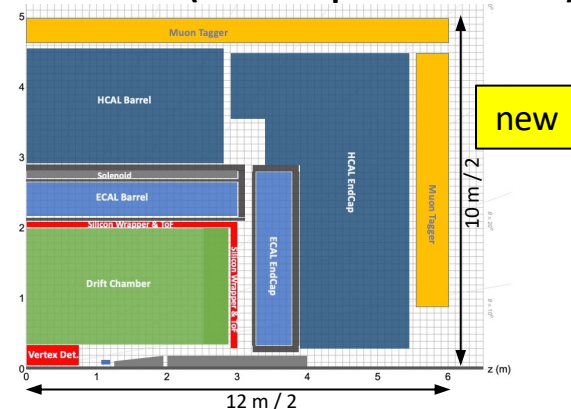 5
Muon Tagger
4
HCAL Barrel
new
3
HCAL EndCap
10 m / 2
Solenoid
ECAL Barrel
Muon Tagger
2
Silicon Wrapper & ToF
ECAL EndCap
Silicon Wrapper & ToF
Drift Chamber
1
Vertex Det.
0
0 1 2 3 4 5 6 z (m)
12 m / 2